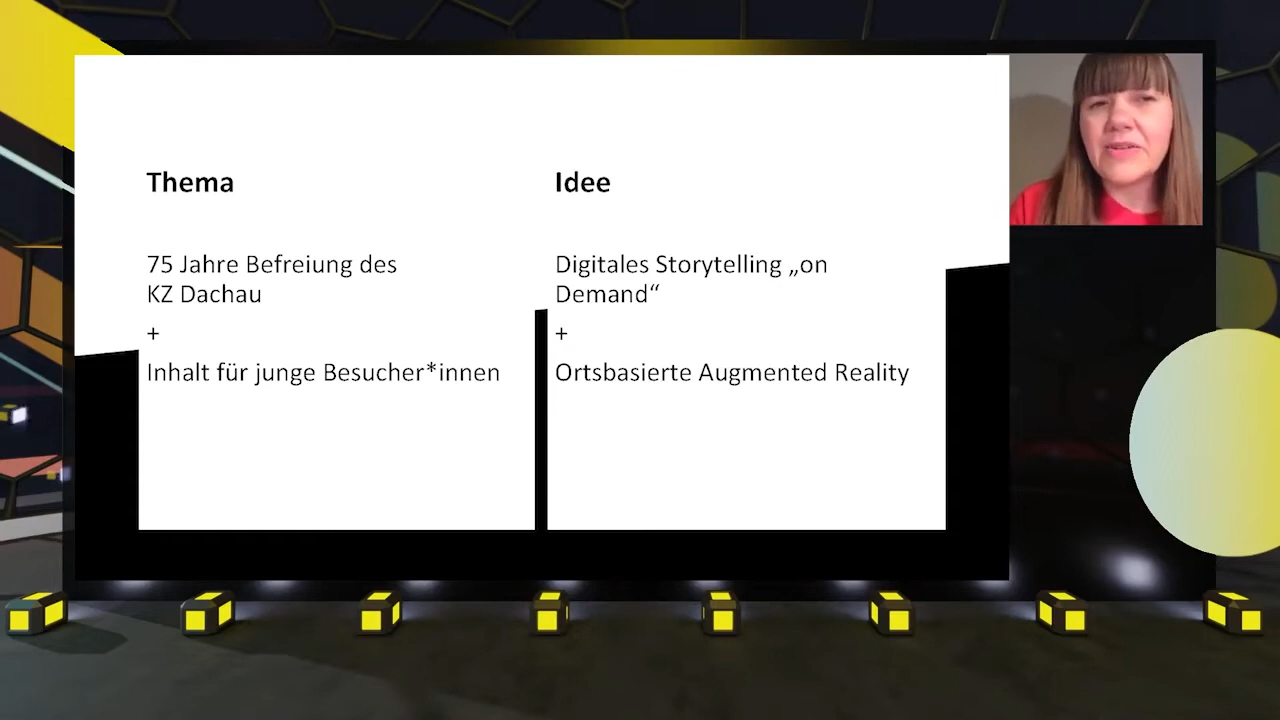 Thema
75 Jahre Befreiung des
KZ Dachau
+
Inhalt für junge Besucher*innen
Idee
Digitales Storytelling „on
Demand“
+
Ortsbasierte Augmented Reality